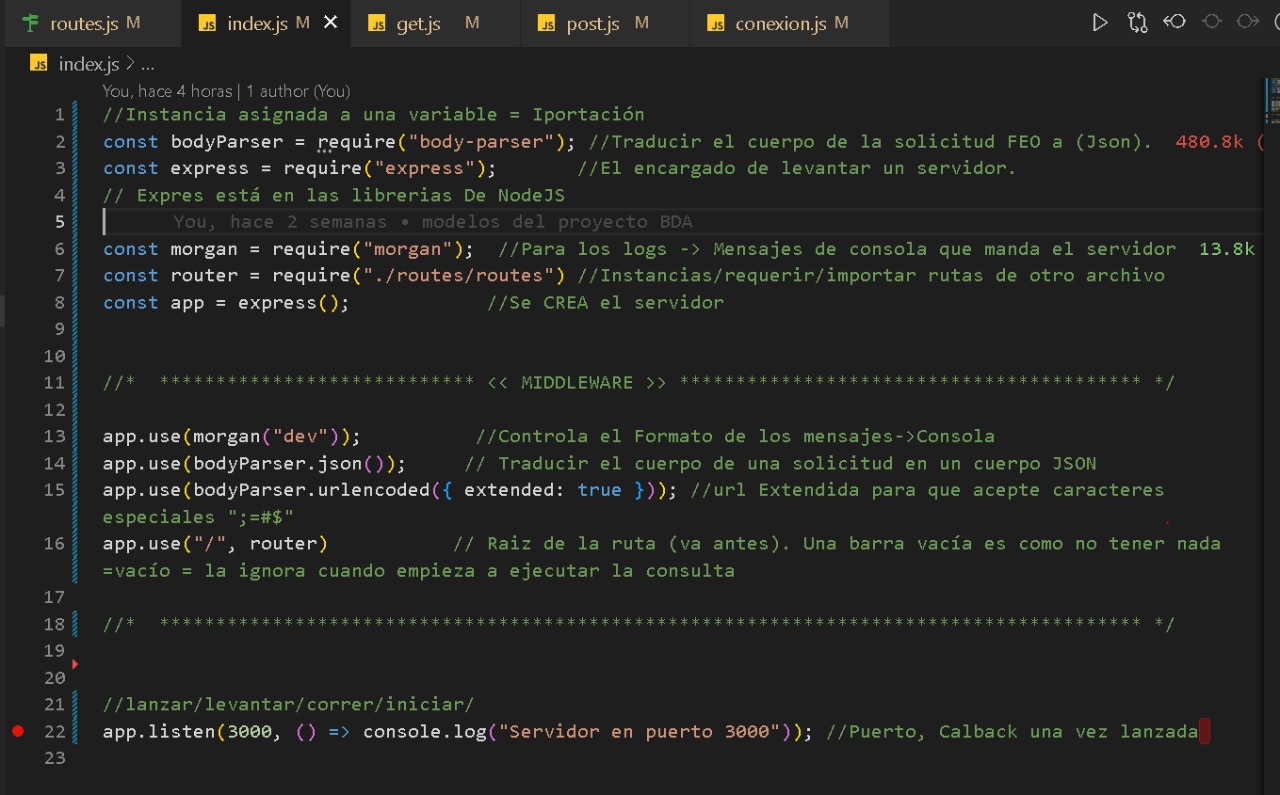 routes.js M
JS index.js M ×
JS get.js M
JS post.js M
JS conexion.js M
JS index.js > ...
You, hace 4 horas | 1 author (You)
1 //Instancia asignada a una variable = Iportación
2 const bodyParser = require("body-parser"); //Traducir el cuerpo de la solicitud FEO a (Json). 480.8k (
3 const express = require("express"); //El encargado de levantar un servidor.
4 // Expres está en las librerias De NodeJS
5 You, hace 2 semanas • modelos del proyecto BDA
6 const morgan = require("morgan"); //Para los logs -> Mensajes de consola que manda el servidor 13.8k
7 const router = require("./routes/routes") //Instancias/requerir/importar rutas de otro archivo
8 const app = express(); //Se CREA el servidor
9
10
11 //* **************************** << MIDDLEWARE >> ***************************************** */
12
13 app.use(morgan("dev")); //Controla el Formato de los mensajes->Consola
14 app.use(bodyParser.json()); // Traducir el cuerpo de una solicitud en un cuerpo JSON
15 app.use(bodyParser.urlencoded({ extended: true })); //url Extendida para que acepte caracteres
especiales ";=#$"
16 app.use("/", router) // Raiz de la ruta (va antes). Una barra vacía es como no tener nada
=vacío = la ignora cuando empieza a ejecutar la consulta
17
18 //* *************************************************************************************** */
19
20
21 //lanzar/levantar/correr/iniciar/
22 app.listen(3000, () => console.log("Servidor en puerto 3000")); //Puerto, Calback una vez lanzada
23